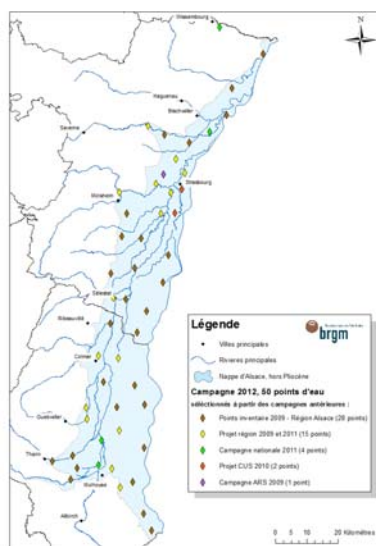 Wissembourg
N
Haguenau
Bischwiller
Saverne
Strasbourg
Molsheim
Sélestat
Ribeauvillé
Colmar
Guebwiller
Thann
Mulhouse
Altkirch
Légende
brgm
Villes principales
Rivieres principales
Nappe d'Alsace, hors Pliocène
Campagne 2012, 50 points d'eau
sélectionnés à partir des campagnes antérieures :
Points inventaire 2009 - Région Alsace (28 points)
Projet région 2009 et 2011 (15 points)
Campagne nationale 2011 (4 points)
Projet CUS 2010 (2 points)
Campagne ARS 2009 (1 point)
0 5 10 20 Kilomètres